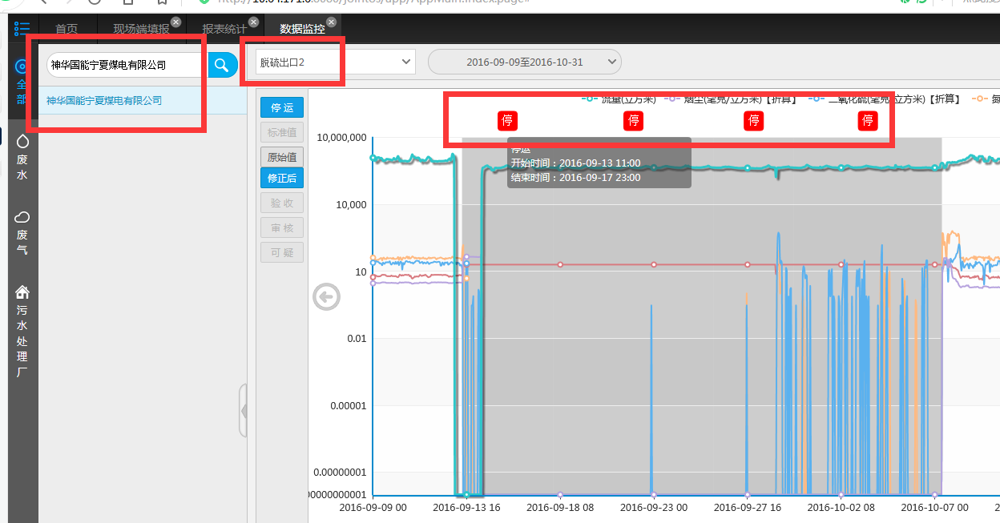 首页
现场端填报
报表统计
数据监控
全部
废水
废气
污水处理厂
神华国能宁夏煤电有限公司
神华国能宁夏煤电有限公司
脱硫出口2
2016-09-09至2016-10-31
停 运
标准值
原始值
修正后
验 收
审 核
可 疑
流量(立方米)
烟尘(毫克/立方米)【折算】
二氧化硫(毫克/立方米)【折算】
氮
停
停
停
停
停运
开始时间：2016-09-13 11:00
结束时间：2016-09-17 23:00
10,000,000
10,000
10
0.01
0.00001
0.00000001
00000000001
2016-09-09 00
2016-09-13 16
2016-09-18 08
2016-09-23 00
2016-09-27 16
2016-10-02 08
2016-10-07 00
2